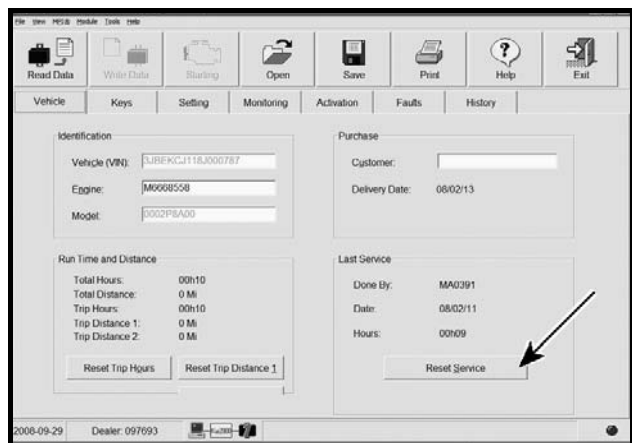 File View MPI/B Module Tools Help
Read Data Write Data Starting Open Save Print Help Exit
Vehicle Keys Setting Monitoring Activation Faults History
Identification
Vehicle (VIN): 3JBEKCJ118J000787
Engine: M6668558
Model: 0002P8A00
Purchase
Customer:
Delivery Date: 08/02/13
Run Time and Distance
Total Hours: 00h10
Total Distance: 0 Mi
Trip Hours: 00h10
Trip Distance 1: 0 Mi
Trip Distance 2: 0 Mi
Reset Trip Hours Reset Trip Distance 1
Last Service
Done By: MA0391
Date: 08/02/11
Hours: 00h09
Reset Service
2008-09-29 Dealer: 097693